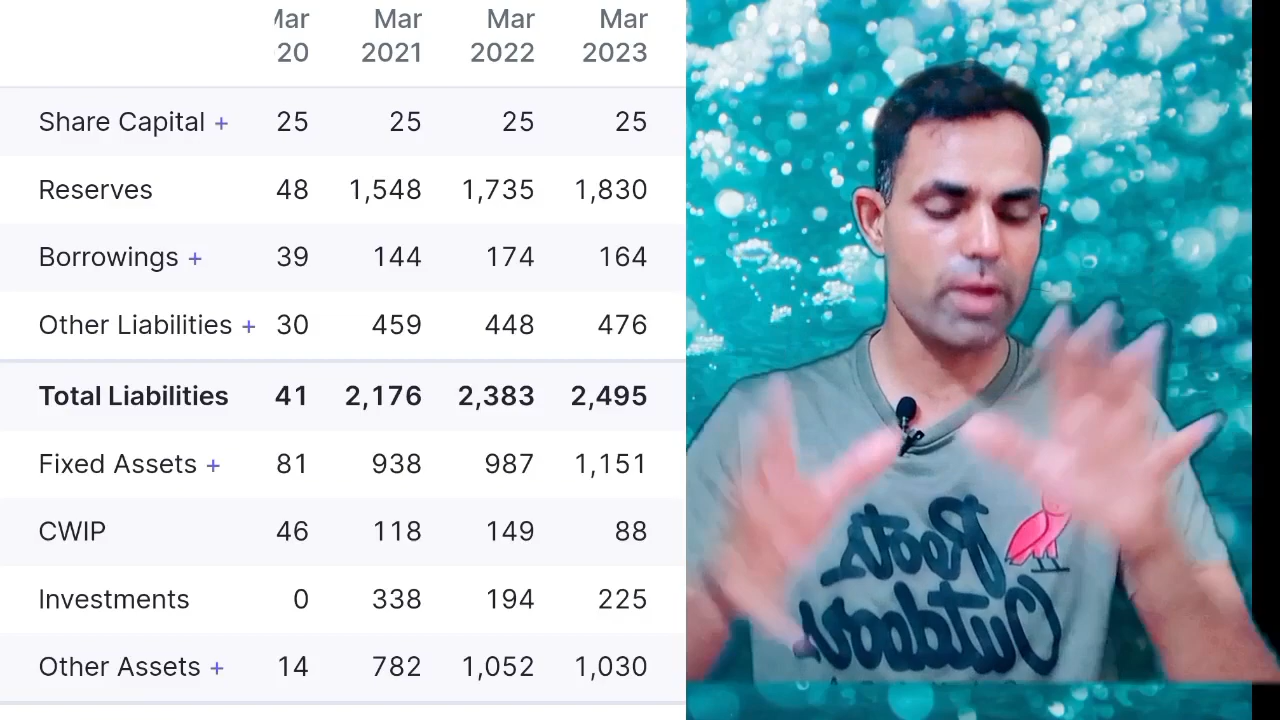 Mar Mar Mar Mar
20 2021 2022 2023
Share Capital + 25 25 25 25
Reserves 48 1,548 1,735 1,830
Borrowings + 39 144 174 164
Other Liabilities + 30 459 448 476
Total Liabilities 41 2,176 2,383 2,495
Fixed Assets + 81 938 987 1,151
CWIP 46 118 149 88
Investments 0 338 194 225
Other Assets + 14 782 1,052 1,030
Roots
Outdoors